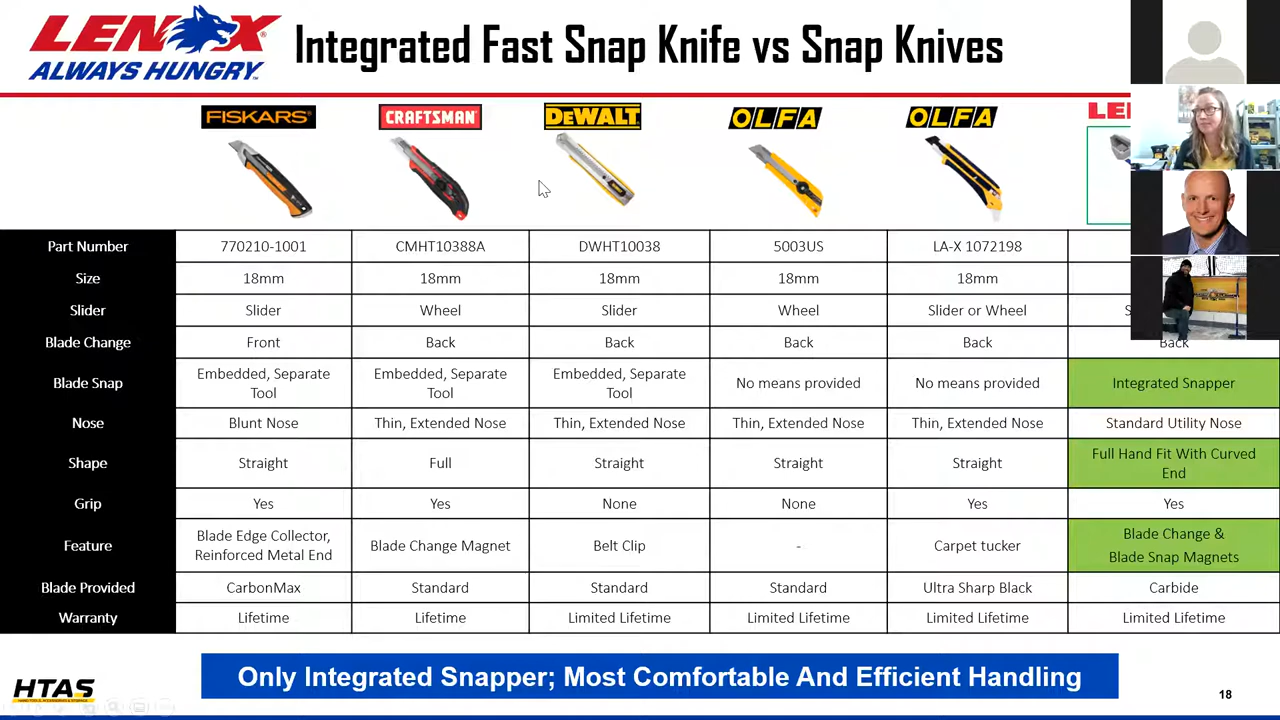 LENOX
ALWAYS HUNGRY
Integrated Fast Snap Knife vs Snap Knives
FISKARS CRAFTSMAN DEWALT OLFA OLFA LE
Part Number 770210-1001 CMHT10388A DWHT10038 5003US LA-X 1072198
Size 18mm 18mm 18mm 18mm 18mm
Slider Slider Wheel Slider Wheel Slider or Wheel
Blade Change Front Back Back Back Back Back
Blade Snap Embedded, Separate Tool Embedded, Separate Tool Embedded, Separate Tool No means provided No means provided Integrated Snapper
Nose Blunt Nose Thin, Extended Nose Thin, Extended Nose Thin, Extended Nose Thin, Extended Nose Standard Utility Nose
Shape Straight Full Straight Straight Straight Full Hand Fit With Curved End
Grip Yes Yes None None Yes Yes
Feature Blade Edge Collector, Reinforced Metal End Blade Change Magnet Belt Clip - Carpet tucker Blade Change & Blade Snap Magnets
Blade Provided CarbonMax Standard Standard Standard Ultra Sharp Black Carbide
Warranty Lifetime Lifetime Limited Lifetime Limited Lifetime Limited Lifetime Limited Lifetime
Only Integrated Snapper; Most Comfortable And Efficient Handling
HTAS
18